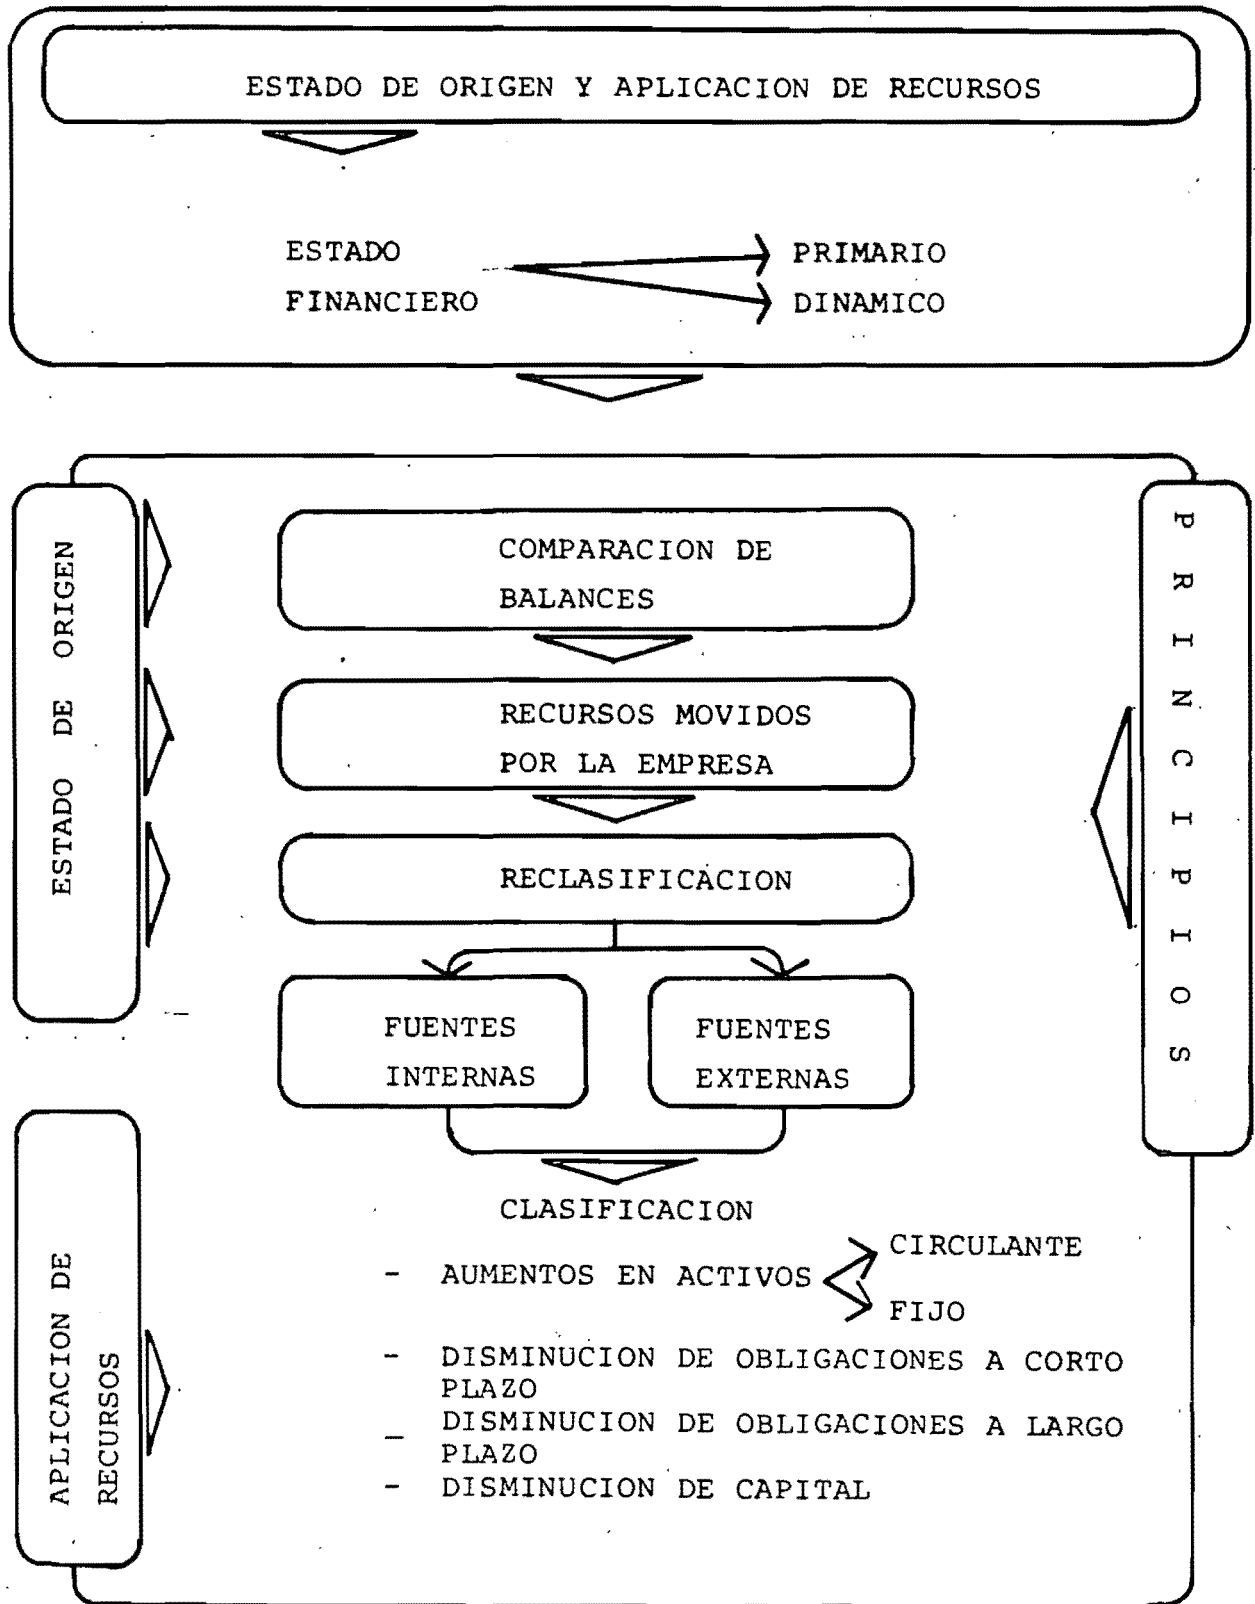 ESTADO DE ORIGEN Y APLICACION DE RECURSOS
ESTADO
FINANCIERO
PRIMARIO
DINAMICO
ESTADO DE ORIGEN
PRINCIPIOS
COMPARACION DE
BALANCES
RECURSOS MOVIDOS
POR LA EMPRESA
RECLASIFICACION
FUENTES
INTERNAS
FUENTES
EXTERNAS
APLICACION DE
RECURSOS
CLASIFICACION
- AUMENTOS EN ACTIVOS
CIRCULANTE
FIJO
- DISMINUCION DE OBLIGACIONES A CORTO
PLAZO
- DISMINUCION DE OBLIGACIONES A LARGO
PLAZO
- DISMINUCION DE CAPITAL